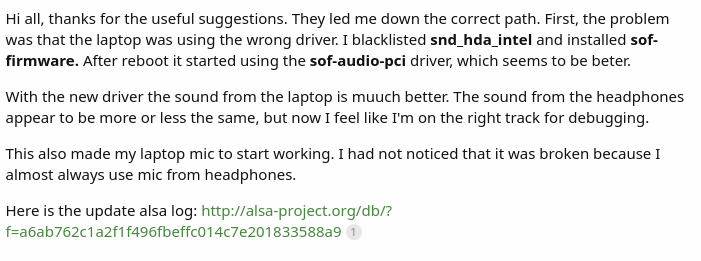 Hi all, thanks for the useful suggestions. They led me down the correct path. First, the problem
was that the laptop was using the wrong driver. I blacklisted snd_hda_intel and installed sof-
firmware. After reboot it started using the sof-audio-pci driver, which seems to be beter.
With the new driver the sound from the laptop is muuch better. The sound from the headphones
appear to be more or less the same, but now I feel like I'm on the right track for debugging.
This also made my laptop mic to start working. I had not noticed that it was broken because I
almost always use mic from headphones.
Here is the update alsa log: http://alsa-project.org/db/?
f=a6ab762c1a2f1f496fbeffc014c7e201833588a9 1